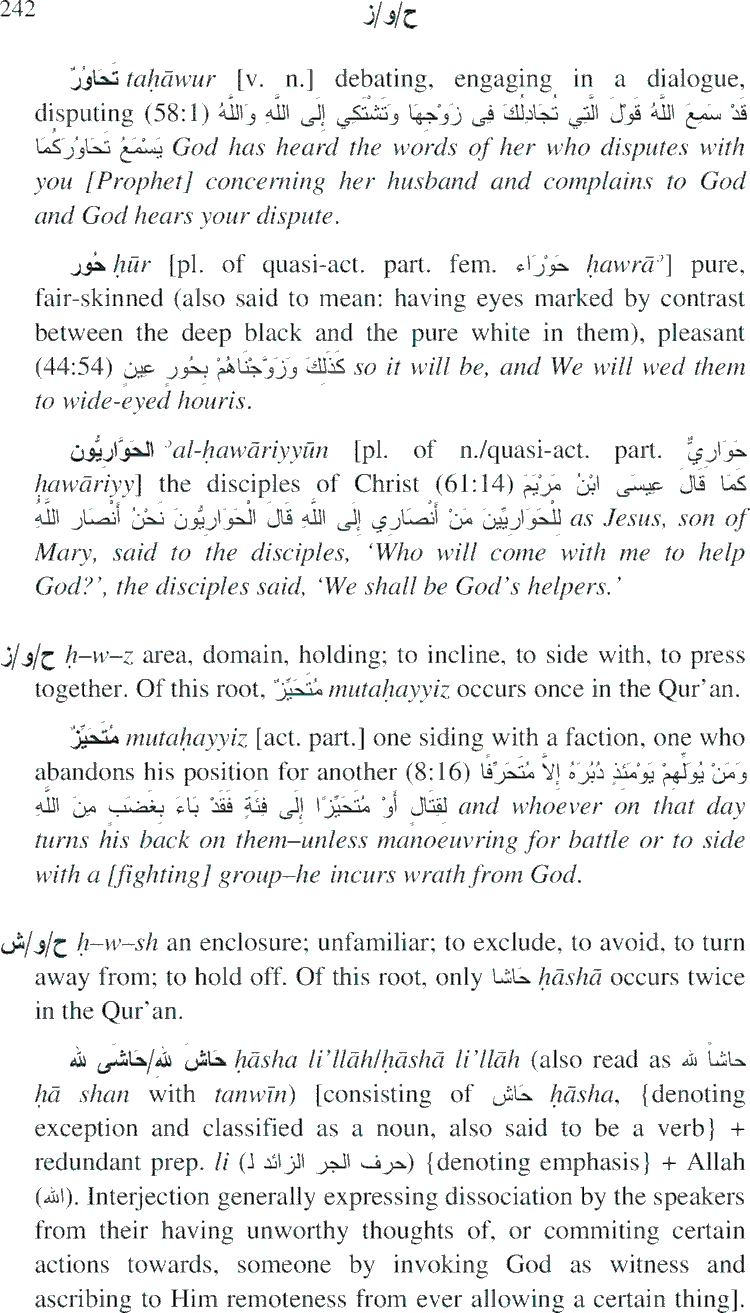 242
ح/و/ز
تَحَاوُرٌ taḥāwur [v. n.] debating, engaging in a dialogue,
disputing (58:1) قَدْ سَمِعَ اللَّهُ قَوْلَ الَّتِي تُجَادِلُكَ فِى زَوْجِهَا وَتَشْتَكِي إِلَى اللَّهِ وَاللَّهُ
يَسْمَعُ تَحَاوُرَكُمَا God has heard the words of her who disputes with
you [Prophet] concerning her husband and complains to God
and God hears your dispute.
حُور ḥūr [pl. of quasi-act. part. fem. حَوْرَاء ḥawrāʾ] pure,
fair-skinned (also said to mean: having eyes marked by contrast
between the deep black and the pure white in them), pleasant
(44:54) كَذَلِكَ وَزَوَّجْنَاهُمْ بِحُورٍ عِينٍ so it will be, and We will wed them
to wide-eyed houris.
الحَوَّارِيُّون ʾal-ḥawāriyyūn [pl. of n./quasi-act. part. حَوَارِيٌّ
ḥawāriyy] the disciples of Christ (61:14) كَمَا قَالَ عِيسَى ابْنُ مَرْيَمَ
لِلْحَوَارِيِّينَ مَنْ أَنْصَارِي إِلَى اللَّهِ قَالَ الْحَوَارِيُّونَ نَحْنُ أَنْصَار اللَّهُ as Jesus, son of
Mary, said to the disciples, ‘Who will come with me to help
God?’, the disciples said, ‘We shall be God’s helpers.’
ح/و/ز ḥ–w–z area, domain, holding; to incline, to side with, to press
together. Of this root, مُتَحَيِّزٌ mutaḥayyiz occurs once in the Qur’an.
مُتَحَيِّزٌ mutaḥayyiz [act. part.] one siding with a faction, one who
abandons his position for another (8:16) وَمَنْ يُوَلِّهِمْ يَوْمَئِذٍ دُبُرَهُ إِلاَّ مُتَحَرِّفًا
لِقِتَالٍ أَوْ مُتَحَيِّزًا إِلَى فِئَةٍ فَقَدْ بَاءَ بِغَضَبٍ مِنَ اللَّهِ and whoever on that day
turns his back on them–unless manoeuvring for battle or to side
with a [fighting] group–he incurs wrath from God.
ح/و/ش ḥ–w–sh an enclosure; unfamiliar; to exclude, to avoid, to turn
away from; to hold off. Of this root, only حَاشا ḥāshā occurs twice
in the Qur’an.
حَاشَ لله/حَاشَى لله ḥāsha li’llāh/ḥāshā li’llāh (also read as حاشاً لله
ḥā shan with tanwīn) [consisting of حَاش ḥāsha, {denoting
exception and classified as a noun, also said to be a verb} +
redundant prep. li (حرف الجر الزائد لـ) {denoting emphasis} + Allah
(الله). Interjection generally expressing dissociation by the speakers
from their having unworthy thoughts of, or commiting certain
actions towards, someone by invoking God as witness and
ascribing to Him remoteness from ever allowing a certain thing].